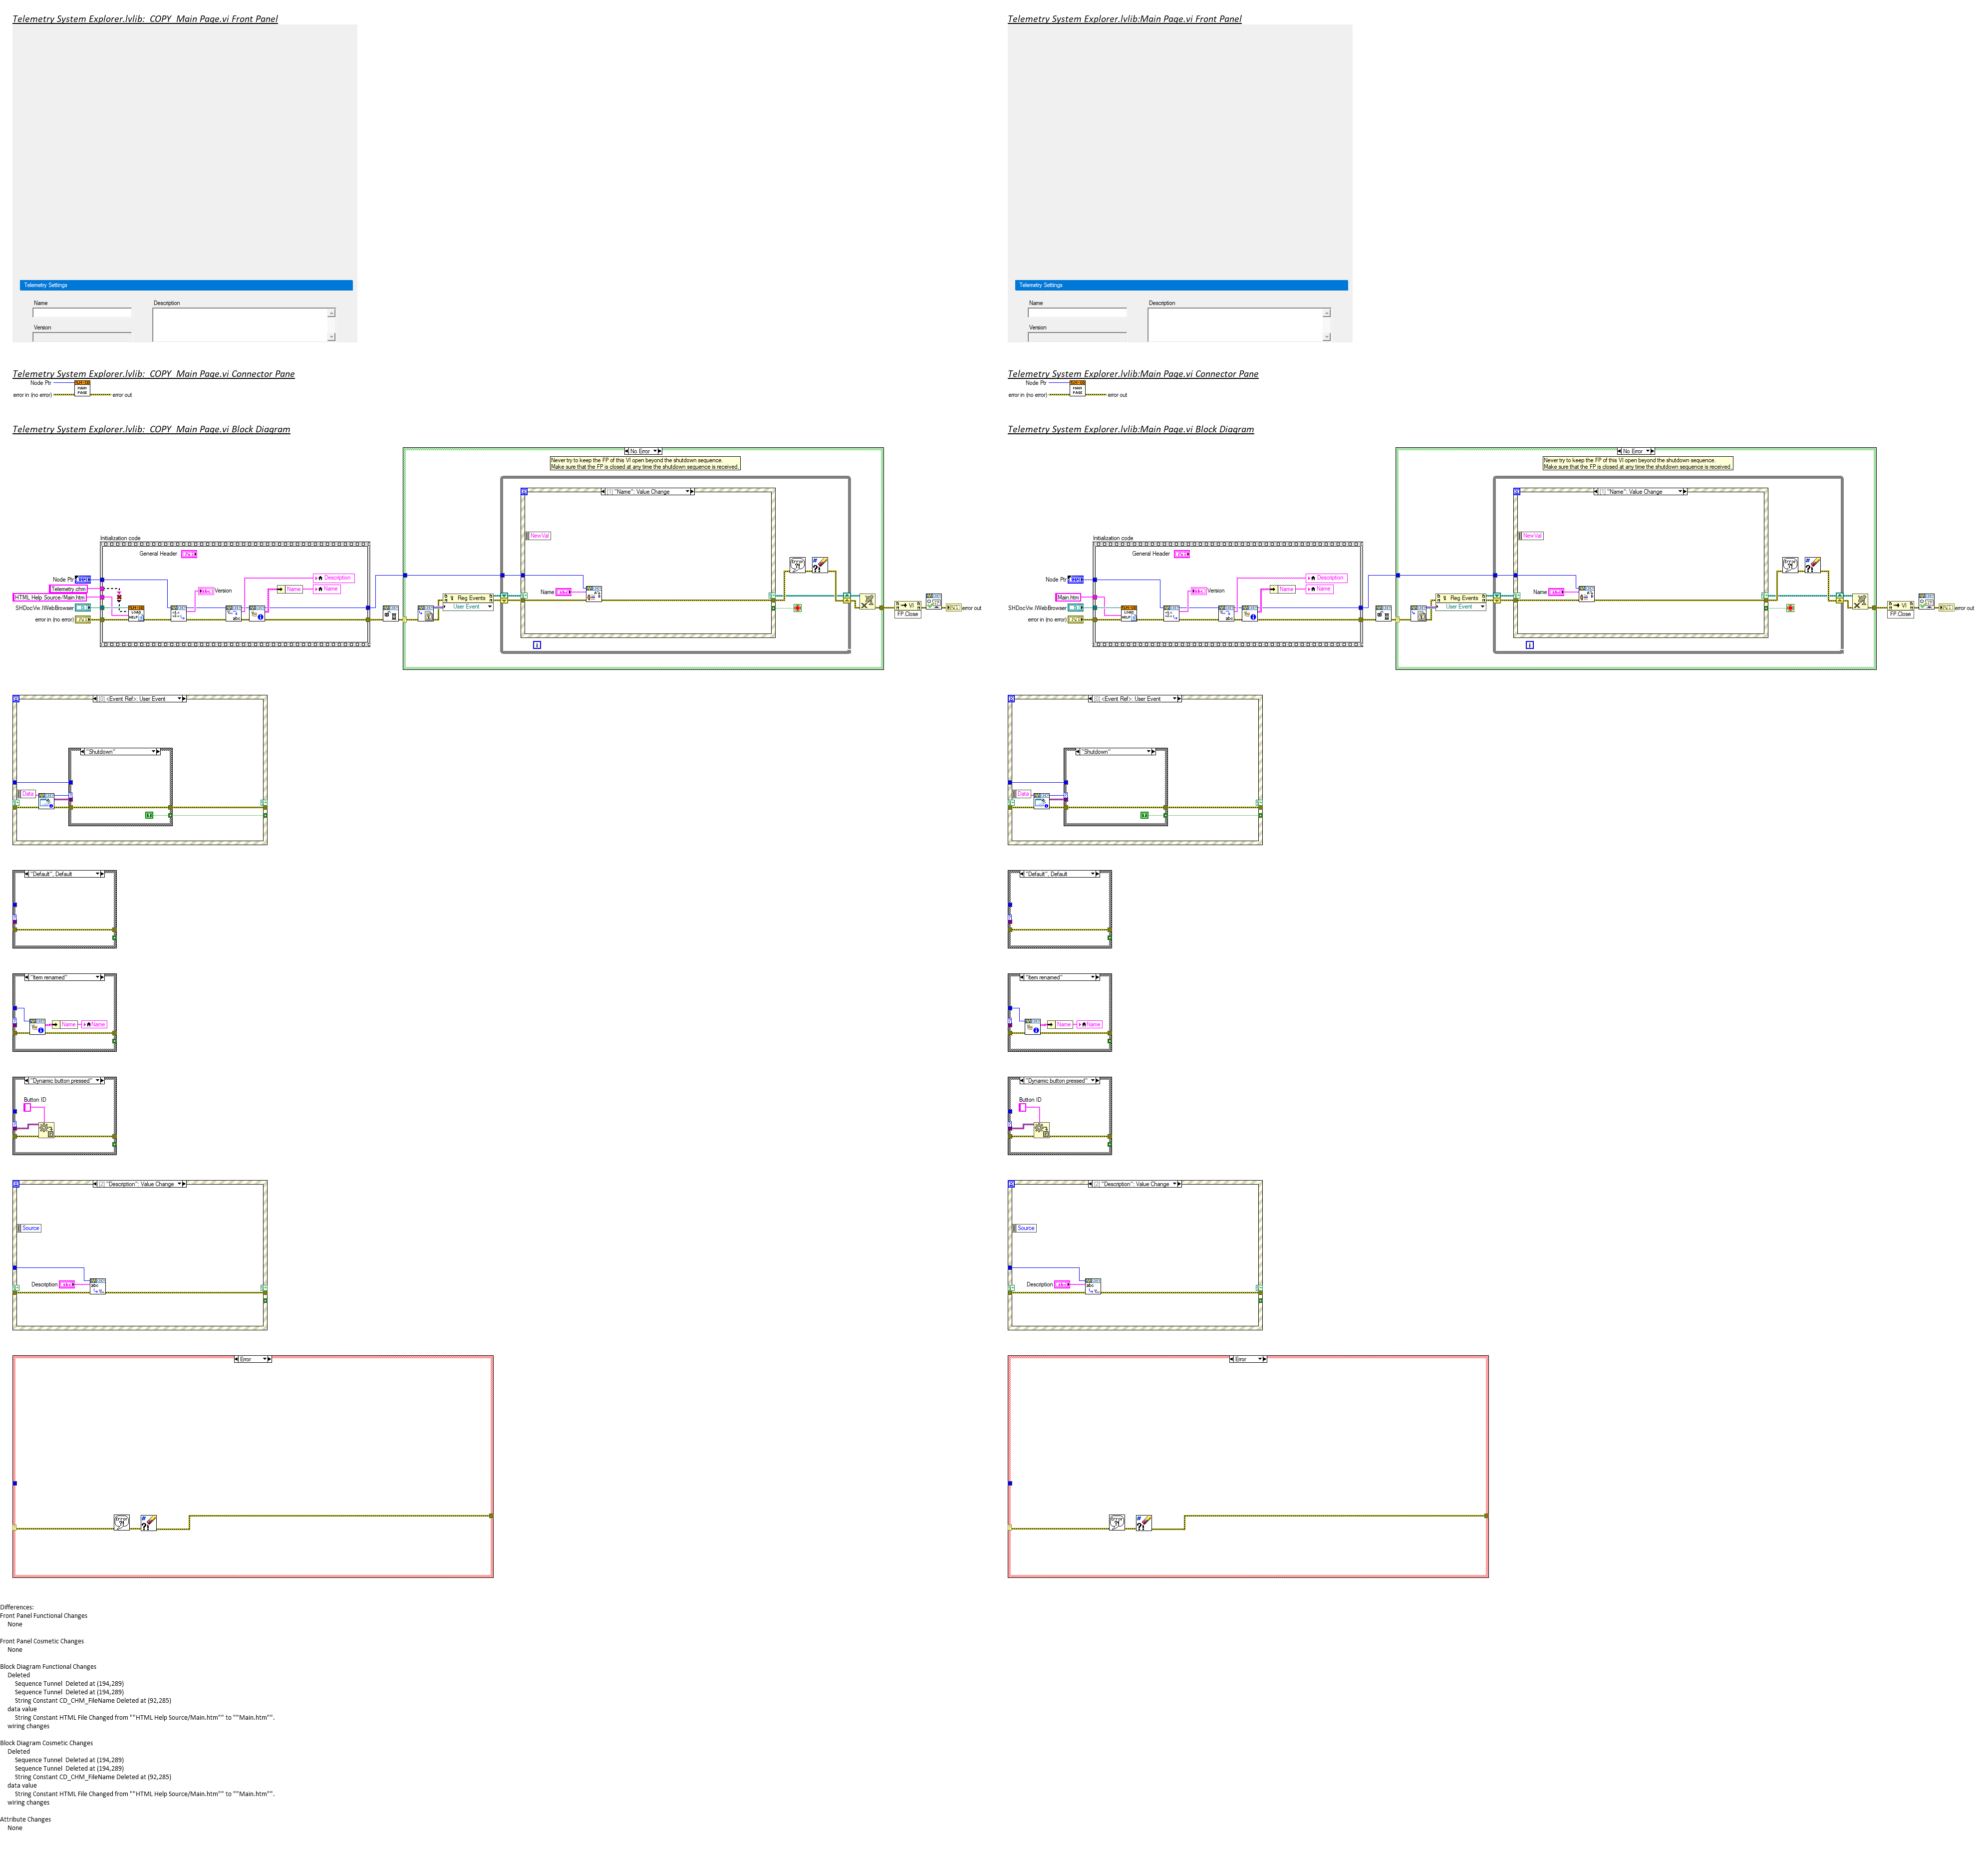 Telemetry System Explorer.lvlib:_COPY_Main Page.vi Front Panel
Telemetry Settings
Name
Description
Version
Telemetry System Explorer.lvlib:_COPY_Main Page.vi Connector Pane
Node Ptr
error in (no error)
error out
Telemetry System Explorer.lvlib:_COPY_Main Page.vi Block Diagram
No Error
Never try to keep the FP of this VI open beyond the shutdown sequence.
Make sure that the FP is closed at any time the shutdown sequence is received.
[1] "Name": Value Change
NewVal
Initialization code
General Header
Node Ptr
Telemetry.chm
HTML Help Source/Main.htm
SHDocVw.IWebBrowser
error in (no error)
Version
Description
Name
Name
Reg Events
User Event
Name
FP.Close
error out
[0] <Event Ref>: User Event
"Shutdown"
Data
"Default", Default
"Item renamed"
Name
Name
"Dynamic button pressed"
Button ID
[2] "Description": Value Change
Source
Description
Error
Telemetry System Explorer.lvlib:Main Page.vi Front Panel
Telemetry Settings
Name
Description
Version
Telemetry System Explorer.lvlib:Main Page.vi Connector Pane
Node Ptr
error in (no error)
error out
Telemetry System Explorer.lvlib:Main Page.vi Block Diagram
No Error
Never try to keep the FP of this VI open beyond the shutdown sequence.
Make sure that the FP is closed at any time the shutdown sequence is received.
[1] "Name": Value Change
NewVal
Initialization code
General Header
Node Ptr
Main.htm
SHDocVw.IWebBrowser
error in (no error)
Version
Description
Name
Name
Reg Events
User Event
Name
FP.Close
error out
[0] <Event Ref>: User Event
"Shutdown"
Data
"Default", Default
"Item renamed"
Name
Name
"Dynamic button pressed"
Button ID
[2] "Description": Value Change
Source
Description
Error
Differences:
Front Panel Functional Changes
None
Front Panel Cosmetic Changes
None
Block Diagram Functional Changes
Deleted
Sequence Tunnel  Deleted at (194,289)
Sequence Tunnel  Deleted at (194,289)
String Constant CD_CHM_FileName Deleted at (92,285)
data value
String Constant HTML File Changed from ""HTML Help Source/Main.htm"" to ""Main.htm"".
wiring changes
Block Diagram Cosmetic Changes
Deleted
Sequence Tunnel  Deleted at (194,289)
Sequence Tunnel  Deleted at (194,289)
String Constant CD_CHM_FileName Deleted at (92,285)
data value
String Constant HTML File Changed from ""HTML Help Source/Main.htm"" to ""Main.htm"".
wiring changes
Attribute Changes
None